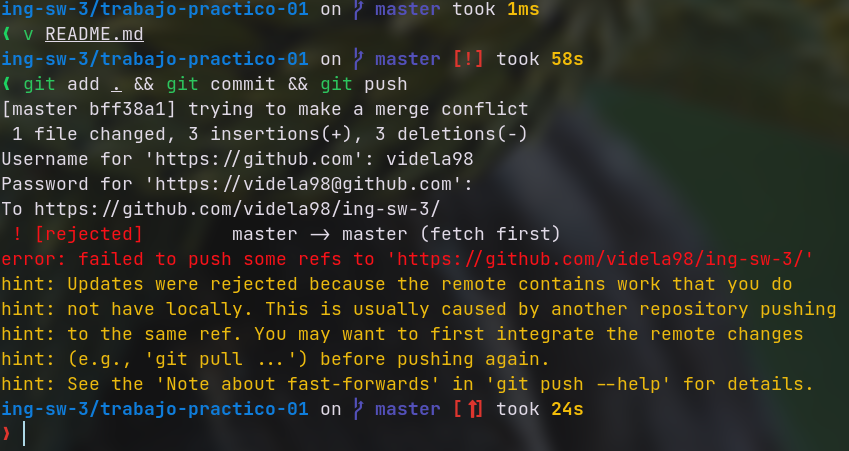 ing-sw-3/trabajo-practico-01 on master took 1ms
❨ v README.md
ing-sw-3/trabajo-practico-01 on master [!] took 58s
❨ git add . && git commit && git push
[master bff38a1] trying to make a merge conflict
 1 file changed, 3 insertions(+), 3 deletions(-)
Username for 'https://github.com': videla98
Password for 'https://videla98@github.com':
To https://github.com/videla98/ing-sw-3/
 ! [rejected]        master -> master (fetch first)
error: failed to push some refs to 'https://github.com/videla98/ing-sw-3/'
hint: Updates were rejected because the remote contains work that you do
hint: not have locally. This is usually caused by another repository pushing
hint: to the same ref. You may want to first integrate the remote changes
hint: (e.g., 'git pull ...') before pushing again.
hint: See the 'Note about fast-forwards' in 'git push --help' for details.
ing-sw-3/trabajo-practico-01 on master [⬆] took 24s
❩